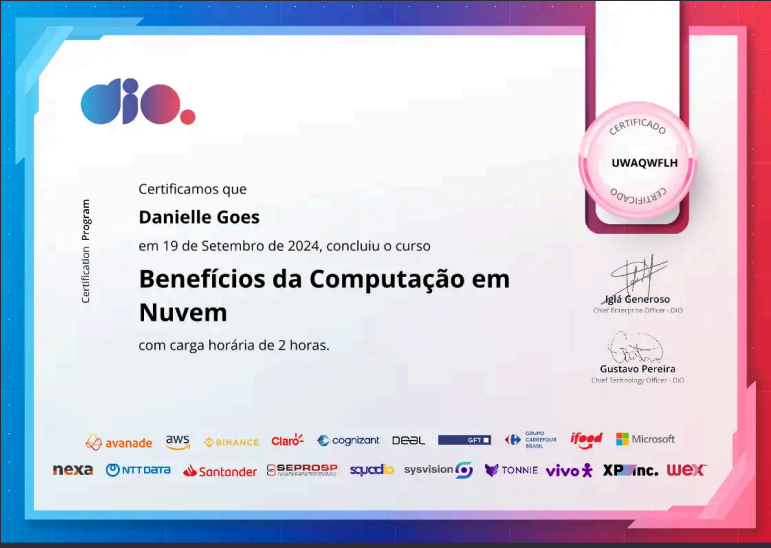 dio.
CERTIFICADO
UWAQWFLH
CERTIFICADO
Certification Program
Certificamos que
Danielle Goes
em 19 de Setembro de 2024, concluiu o curso
Benefícios da Computação em
Nuvem
com carga horária de 2 horas.
Iglá Generoso
Chief Enterprise Officer - DIO
Gustavo Pereira
Chief Technology Officer - DIO
avanade aws BINANCE Claro cognizant DEAL GFT GRUPO CARREFOUR BRASIL ifood Microsoft
nexa NTT DATA Santander SEPROSP squadio sysvision TONNIE vivo XP inc. wex